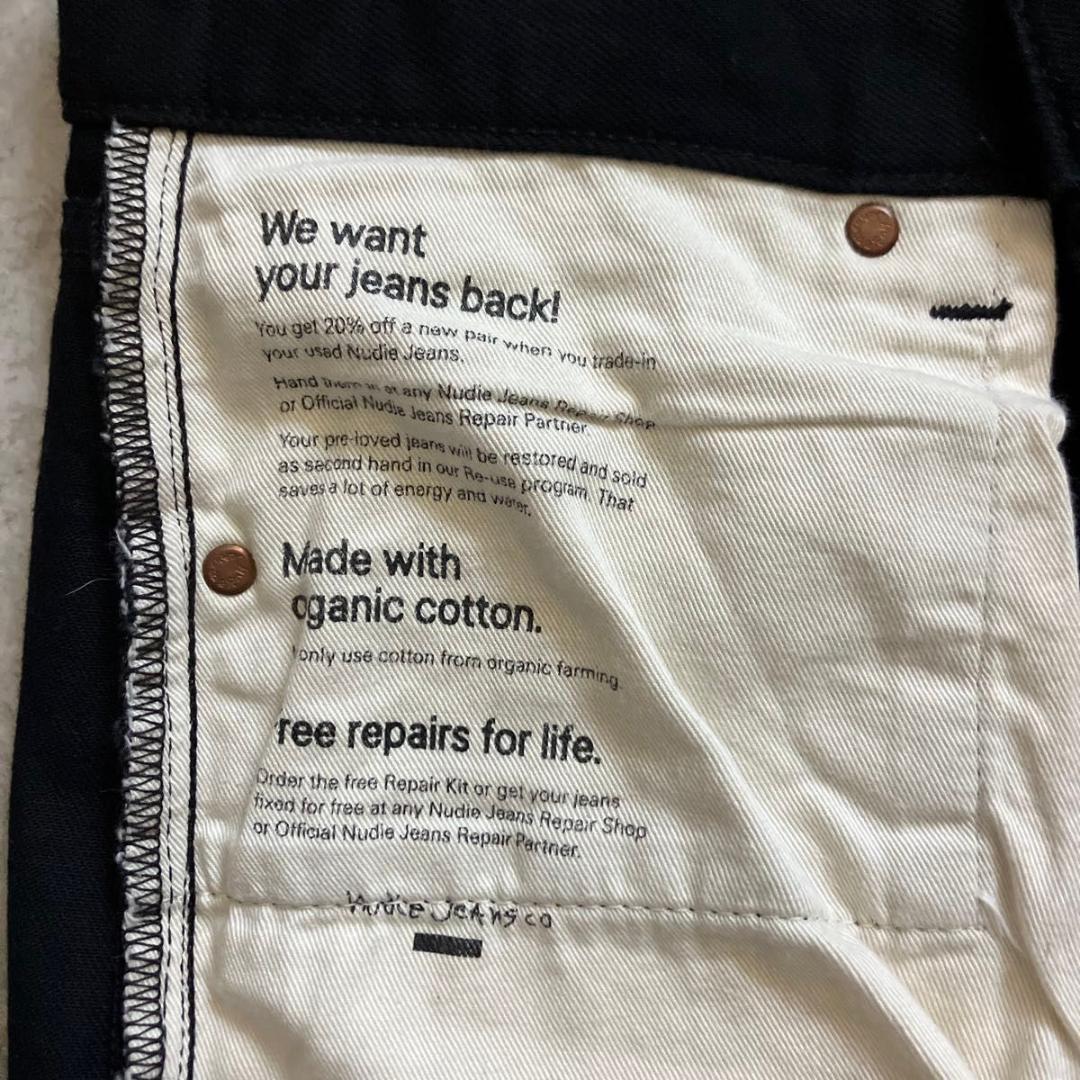 We want
your jeans back!
You get 20% off a new pair when you trade-in
your used Nudie Jeans.
Hand them in at any Nudie Jeans Repair Shop
or Official Nudie Jeans Repair Partner.
Your pre-loved jeans will be restored and sold
as second hand in our Re-use program. That
saves a lot of energy and water.
Made with
oganic cotton.
only use cotton from organic farming.
ree repairs for life.
Order the free Repair Kit or get your jeans
fixed for free at any Nudie Jeans Repair Shop
or Official Nudie Jeans Repair Partner.
Nudie Jeans co